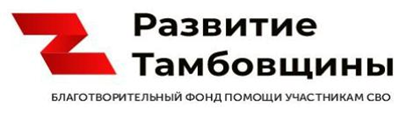 Развитие
Тамбовщины
БЛАГОТВОРИТЕЛЬНЫЙ ФОНД ПОМОЩИ УЧАСТНИКАМ СВО